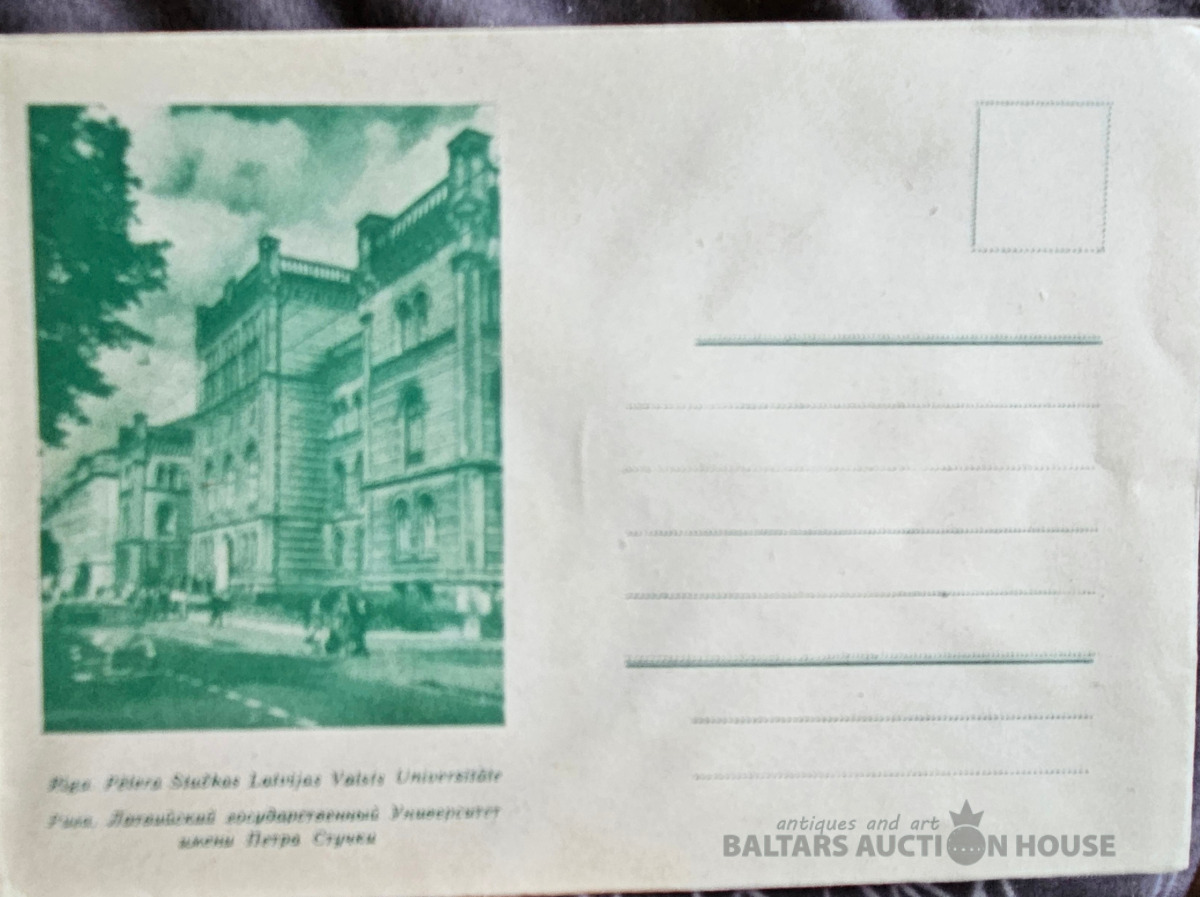 Rīga. Pētera Stučkas Latvijas Valsts Universitāte
Рига. Латвийский государственный Университет
имени Петра Стучки
antiques and art
BALTARS AUCTION HOUSE